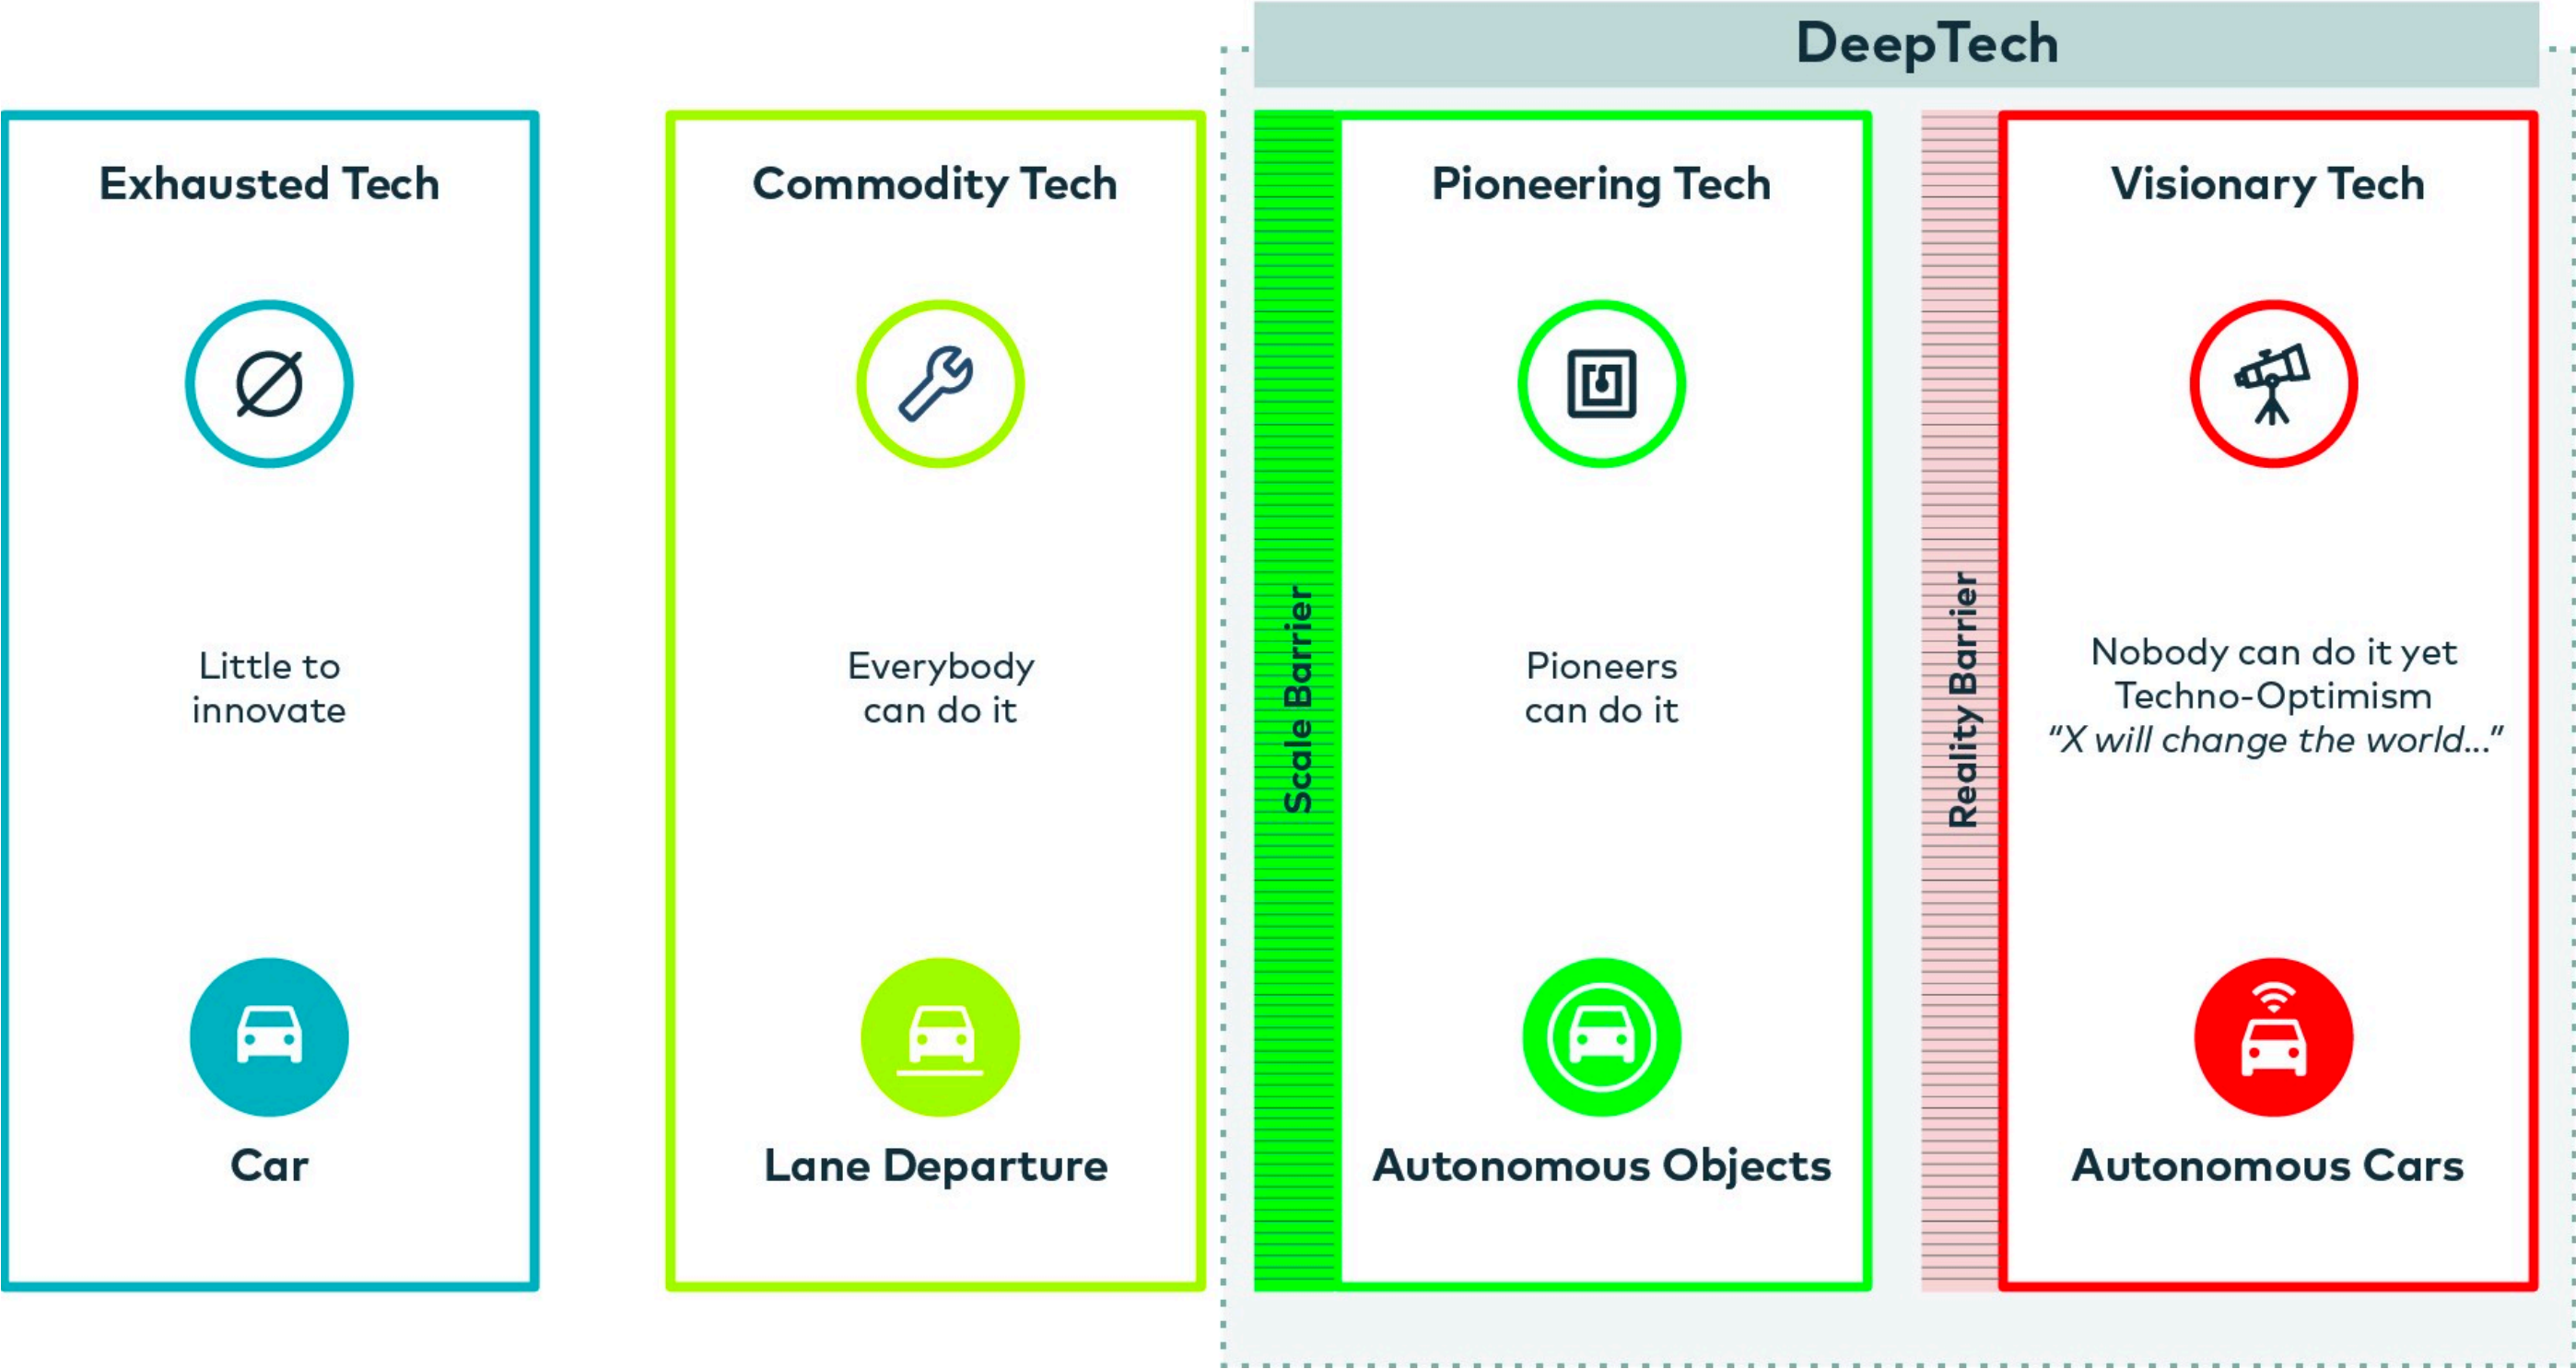 DeepTech
Exhausted Tech
Little to
innovate
Car
Commodity Tech
Everybody
can do it
Lane Departure
Scale Barrier
Pioneering Tech
Pioneers
can do it
Autonomous Objects
Reality Barrier
Visionary Tech
Nobody can do it yet
Techno-Optimism
“X will change the world...”
Autonomous Cars